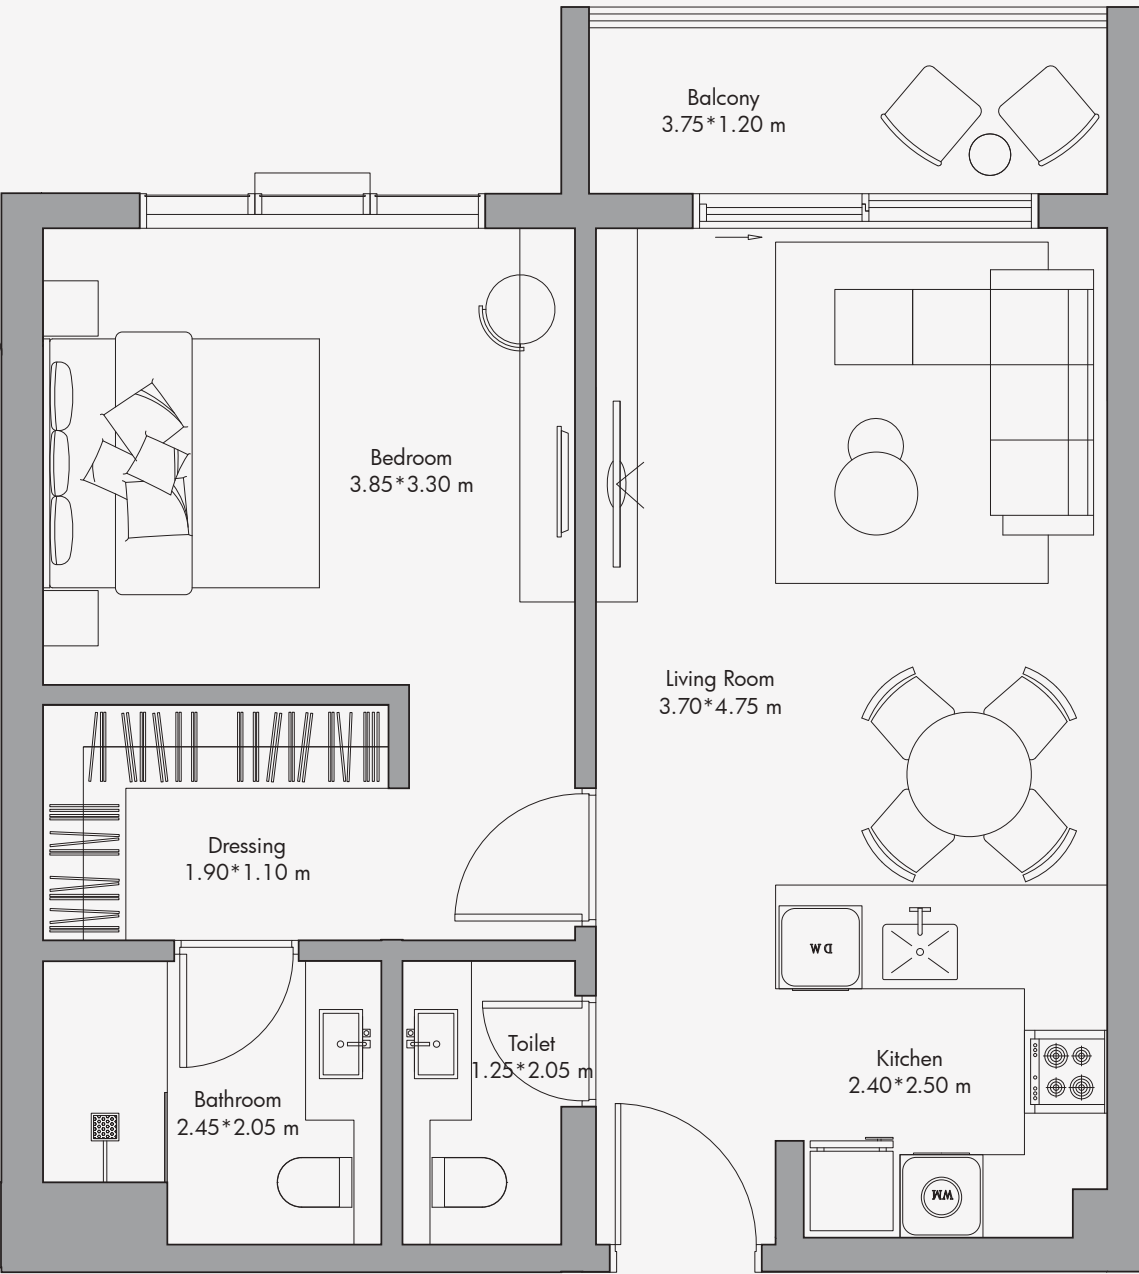 Balcony
3.75*1.20 m
Bedroom
3.85*3.30 m
Living Room
3.70*4.75 m
Dressing
1.90*1.10 m
DW
Toilet
1.25*2.05 m
Kitchen
2.40*2.50 m
Bathroom
2.45*2.05 m
WM